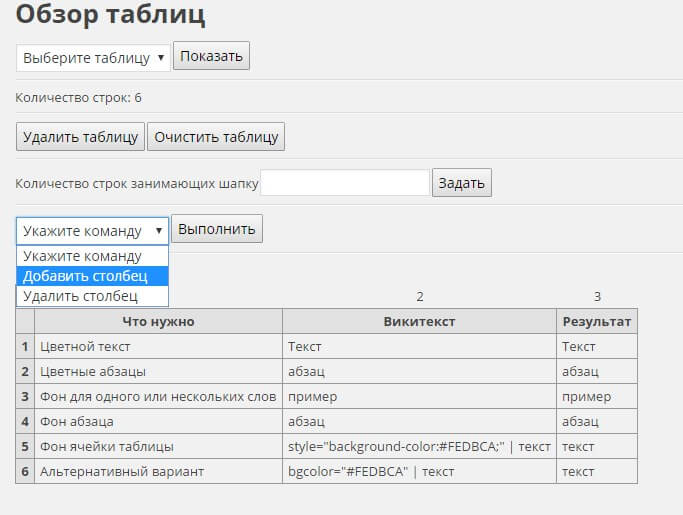 Обзор таблиц
Выберите таблицу Показать
Количество строк: 6
Удалить таблицу Очистить таблицу
Количество строк занимающих шапку Задать
Укажите команду Выполнить
Укажите команду
Добавить столбец
Удалить столбец
2 3
Что нужно Викитекст Результат
1 Цветной текст Текст Текст
2 Цветные абзацы абзац абзац
3 Фон для одного или нескольких слов пример пример
4 Фон абзаца абзац абзац
5 Фон ячейки таблицы style="background-color:#FEDBCA;" | текст текст
6 Альтернативный вариант bgcolor="#FEDBCA" | текст текст